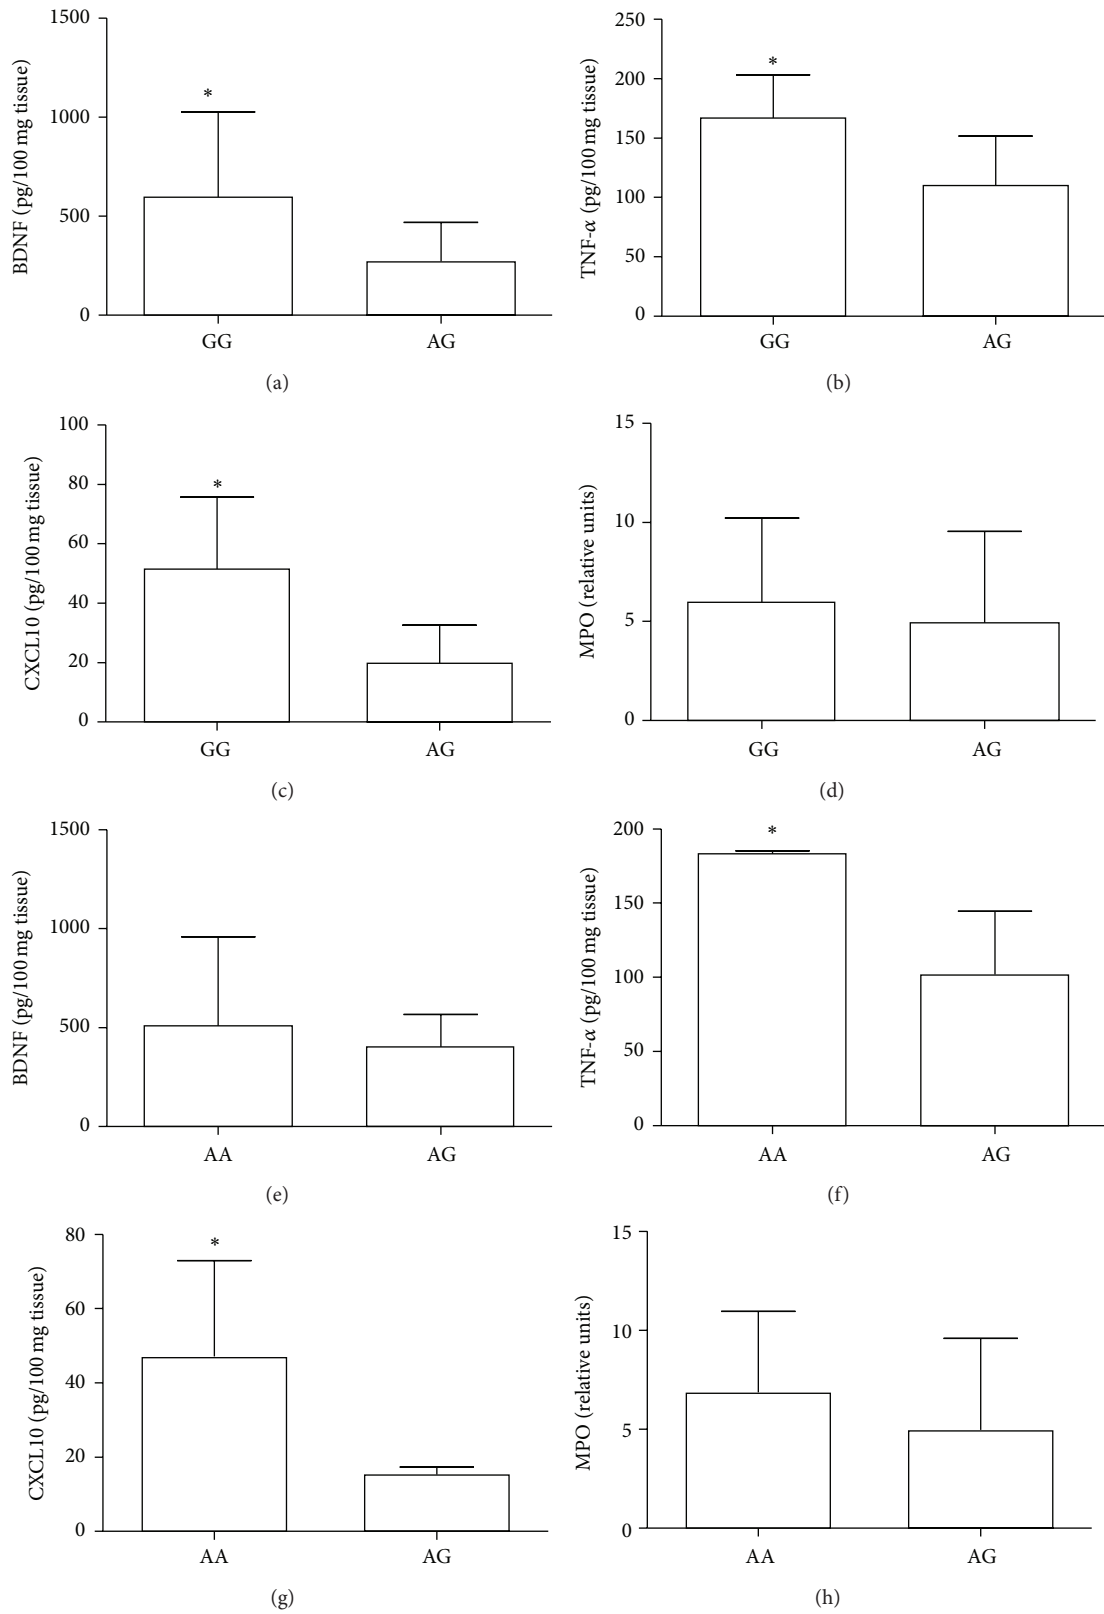 BDNF (pg/100 mg tissue)
1500
1000
500
0
*
GG
AG
(a)
TNF-α (pg/100 mg tissue)
250
200
150
100
50
0
*
GG
AG
(b)
CXCL10 (pg/100 mg tissue)
100
80
60
40
20
0
*
GG
AG
(c)
MPO (relative units)
15
10
5
0
GG
AG
(d)
BDNF (pg/100 mg tissue)
1500
1000
500
0
AA
AG
(e)
TNF-α (pg/100 mg tissue)
200
150
100
50
0
*
AA
AG
(f)
CXCL10 (pg/100 mg tissue)
80
60
40
20
0
*
AA
AG
(g)
MPO (relative units)
15
10
5
0
AA
AG
(h)